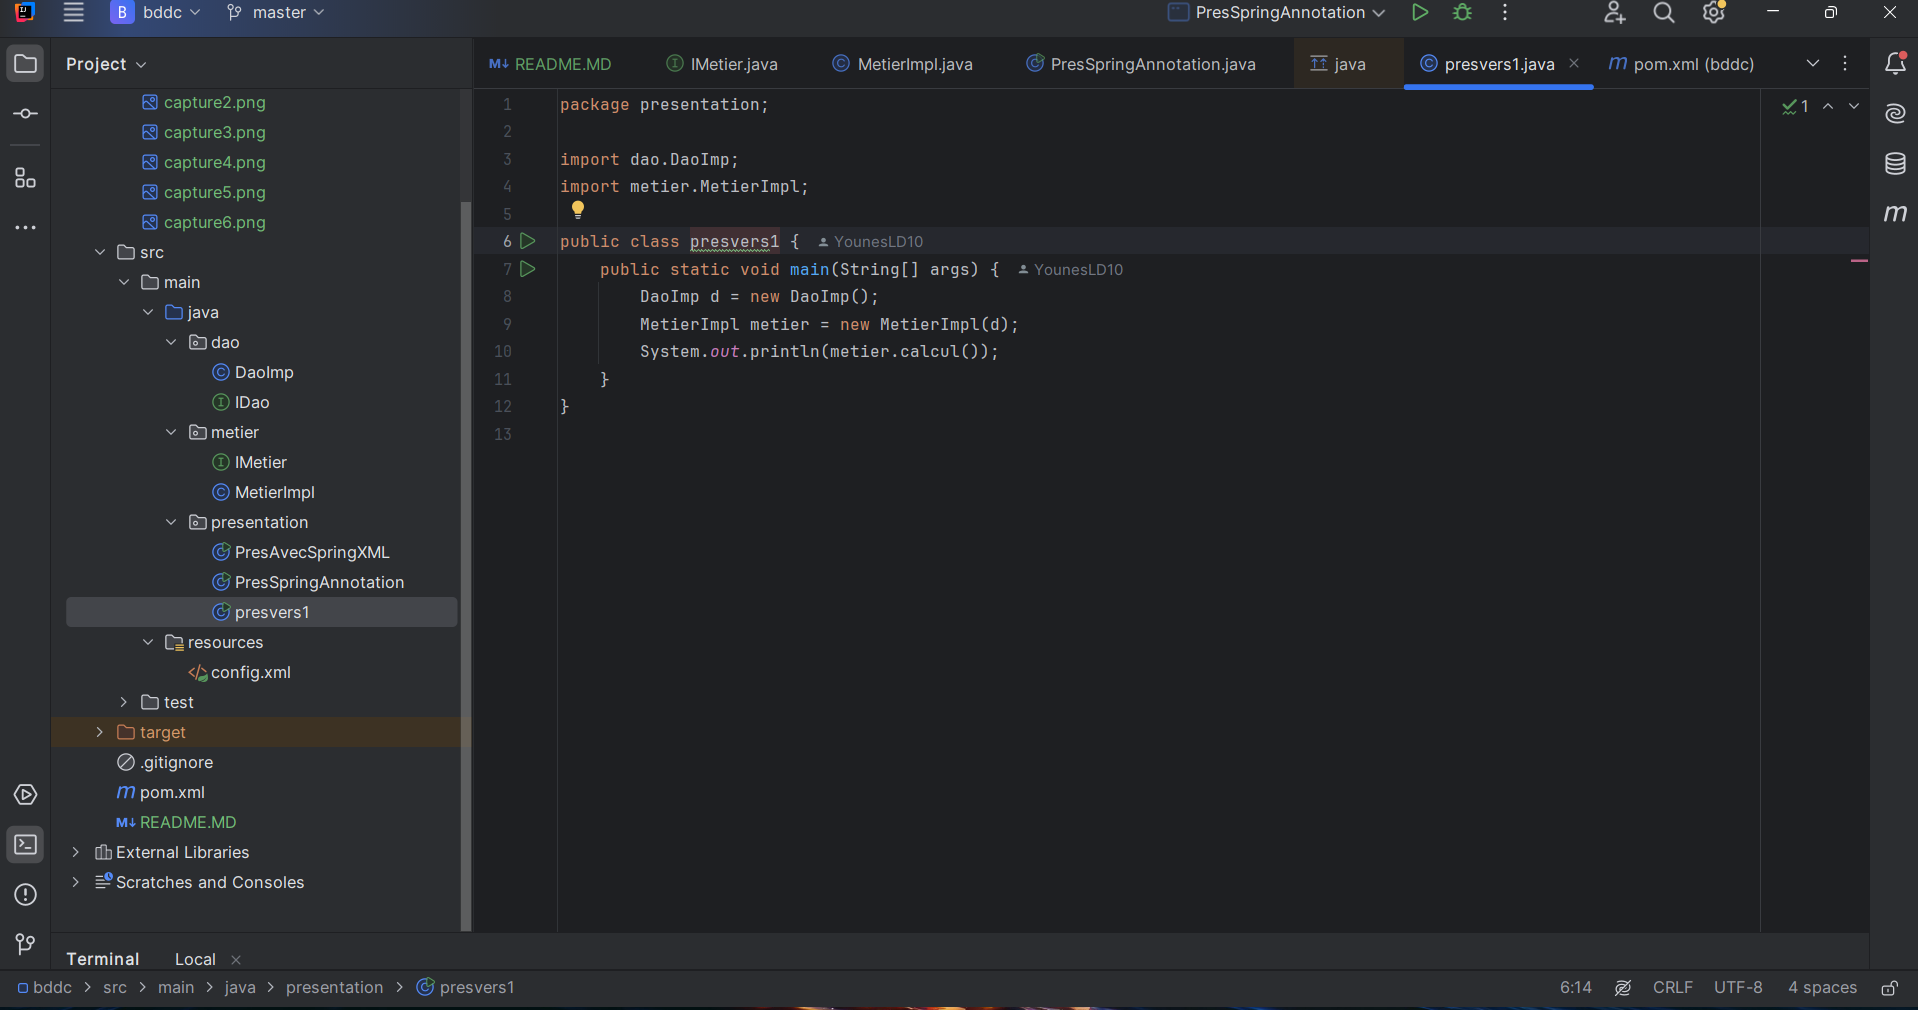 B bddc master PresSpringAnnotation
Project
README.MD IMetier.java MetierImpl.java PresSpringAnnotation.java java presvers1.java pom.xml (bddc)
capture2.png
capture3.png
capture4.png
capture5.png
capture6.png
src
main
java
dao
DaoImp
IDao
metier
IMetier
MetierImpl
presentation
PresAvecSpringXML
PresSpringAnnotation
presvers1
resources
config.xml
test
target
.gitignore
pom.xml
README.MD
External Libraries
Scratches and Consoles
1 package presentation;
2
3 import dao.DaoImp;
4 import metier.MetierImpl;
5
6 public class presvers1 { YounesLD10
7 public static void main(String[] args) { YounesLD10
8 DaoImp d = new DaoImp();
9 MetierImpl metier = new MetierImpl(d);
10 System.out.println(metier.calcul());
11 }
12 }
13
1
Terminal Local
bddc > src > main > java > presentation > presvers1 6:14 CRLF UTF-8 4 spaces